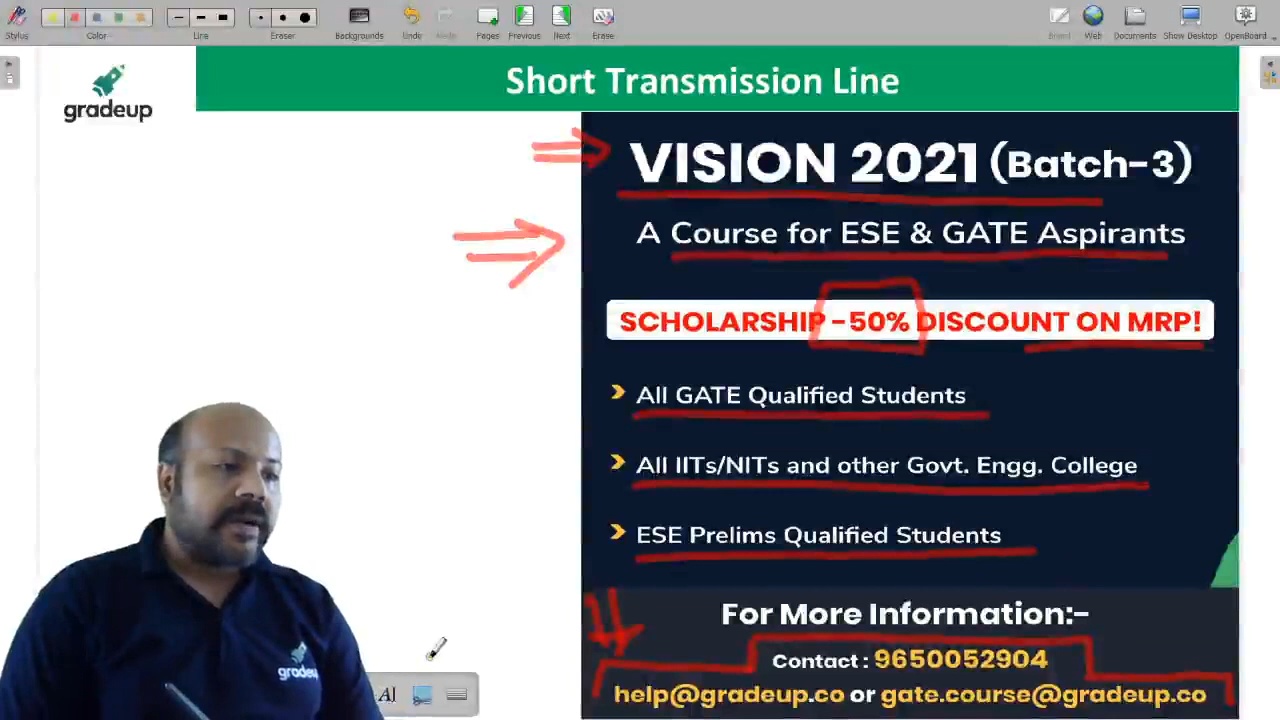 Stylus
Color
Line
Eraser
Backgrounds
Undo
Redo
Pages
Previous
Next
Erase
Board
Web
Documents
Show Desktop
OpenBoard
gradeup
Short Transmission Line
VISION 2021 (Batch-3)
A Course for ESE & GATE Aspirants
SCHOLARSHIP -50% DISCOUNT ON MRP!
All GATE Qualified Students
All IITs/NITs and other Govt. Engg. College
ESE Prelims Qualified Students
For More Information:-
Contact : 9650052904
help@gradeup.co or gate.course@gradeup.co
gradeup
AI